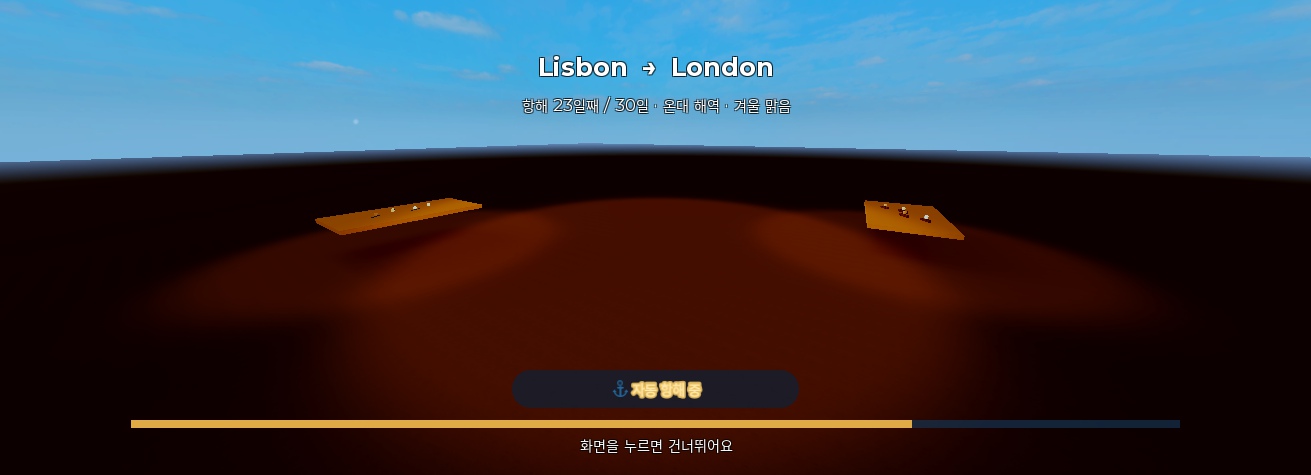 Lisbon → London
항해 23일째 / 30일 · 온대 해역 · 겨울 맑음
⚓ 자동 항해 중
화면을 누르면 건너뛰어요